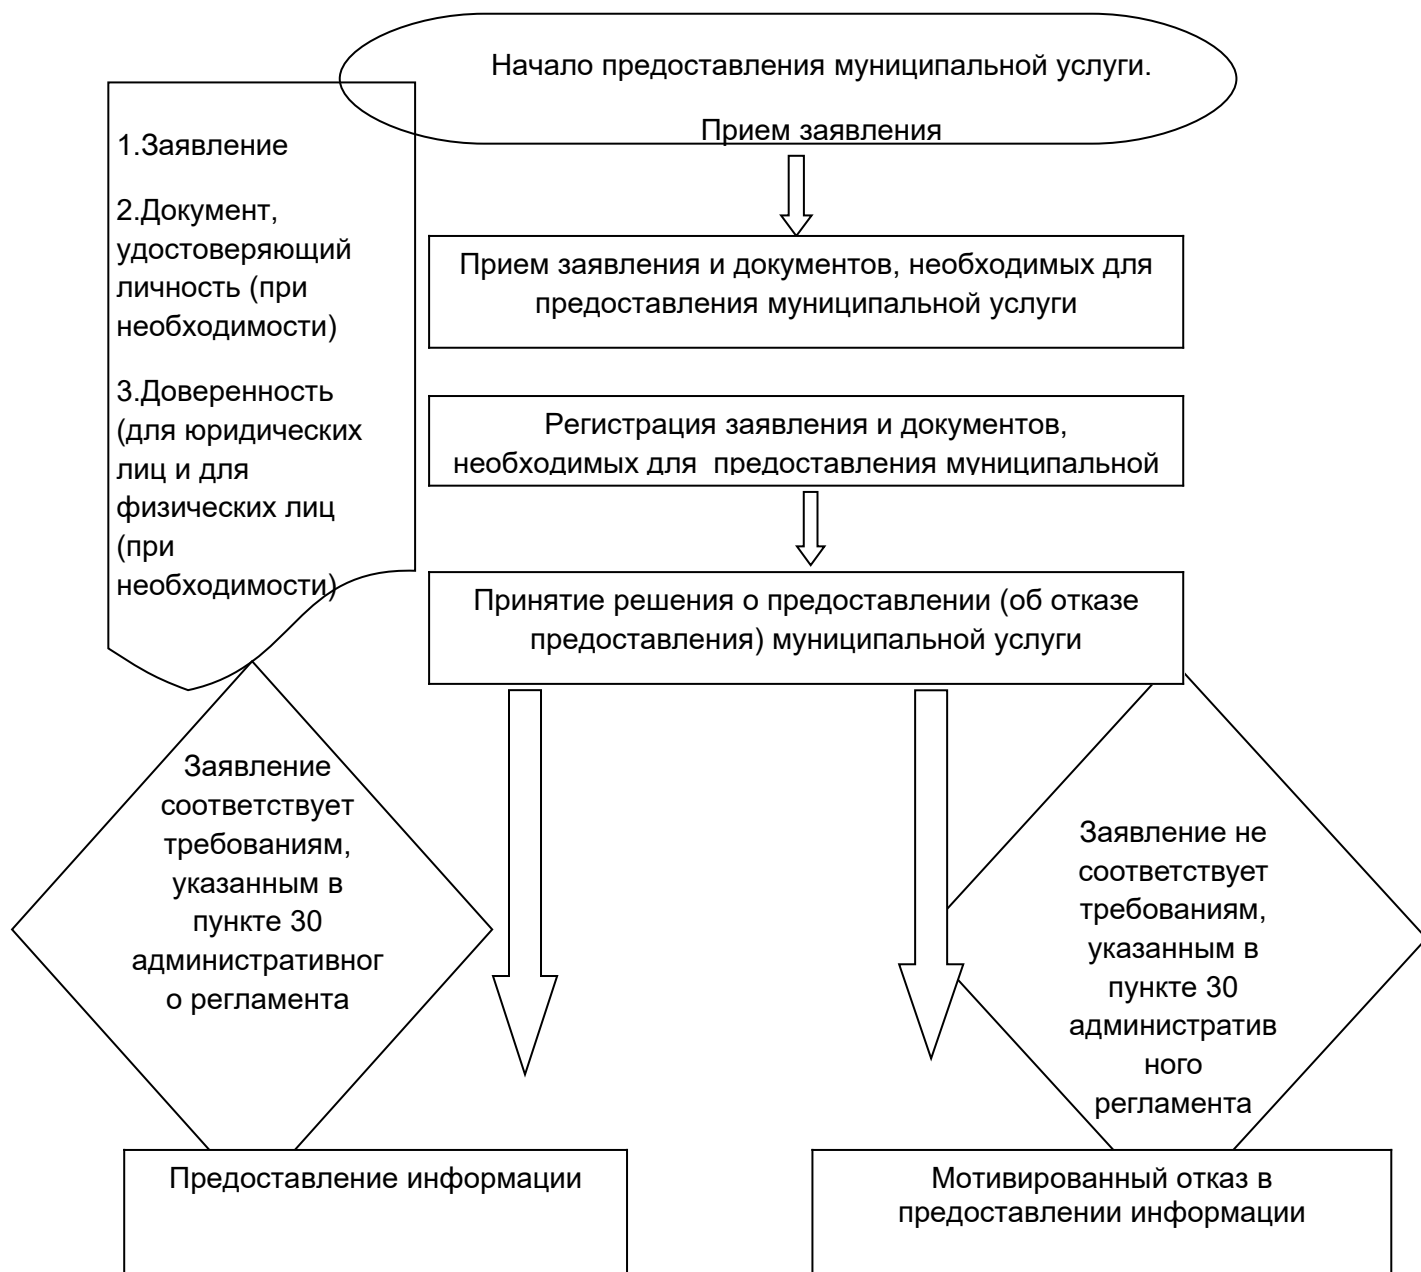 Начало предоставления муниципальной услуги.
Прием заявления
1.Заявление
2.Документ,
удостоверяющий
личность (при
необходимости)
3.Доверенность
(для юридических
лиц и для
физических лиц
(при
необходимости)
Прием заявления и документов, необходимых для
предоставления муниципальной услуги
Регистрация заявления и документов,
необходимых для  предоставления муниципальной
Принятие решения о предоставлении (об отказе
предоставления) муниципальной услуги
Заявление
соответствует
требованиям,
указанным в
пункте 30
административног
о регламента
Заявление не
соответствует
требованиям,
указанным в
пункте 30
административ
ного
регламента
Предоставление информации
Мотивированный отказ в
предоставлении информации